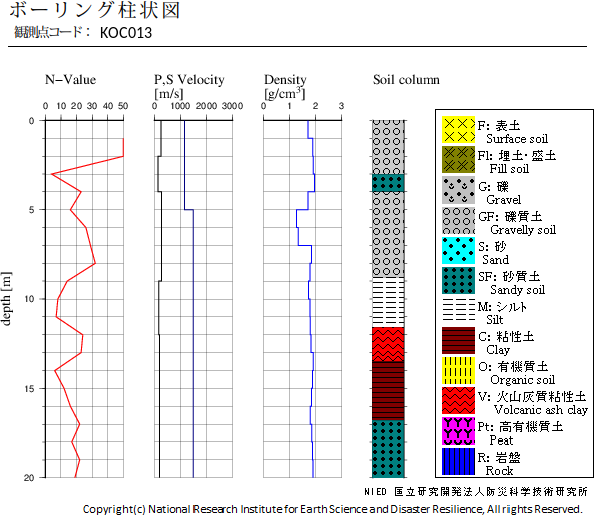 ボーリング柱状図
観測点コード： KOC013
N−Value
P,S Velocity
[m/s]
Density
[g/cm³]
Soil column
0 10 20 30 40 50
0 1000 2000 3000
0 1 2 3
depth [m]
0
5
10
15
20
F: 表土
Surface soil
Fl: 埋土・盛土
Fill soil
G: 礫
Gravel
GF: 礫質土
Gravelly soil
S: 砂
Sand
SF: 砂質土
Sandy soil
M: シルト
Silt
C: 粘性土
Clay
O: 有機質土
Organic soil
V: 火山灰質粘性土
Volcanic ash clay
Pt: 高有機質土
Peat
R: 岩盤
Rock
NIED 国立研究開発法人防災科学技術研究所
Copyright(c) National Research Institute for Earth Science and Disaster Resilience, All rights Reserved.